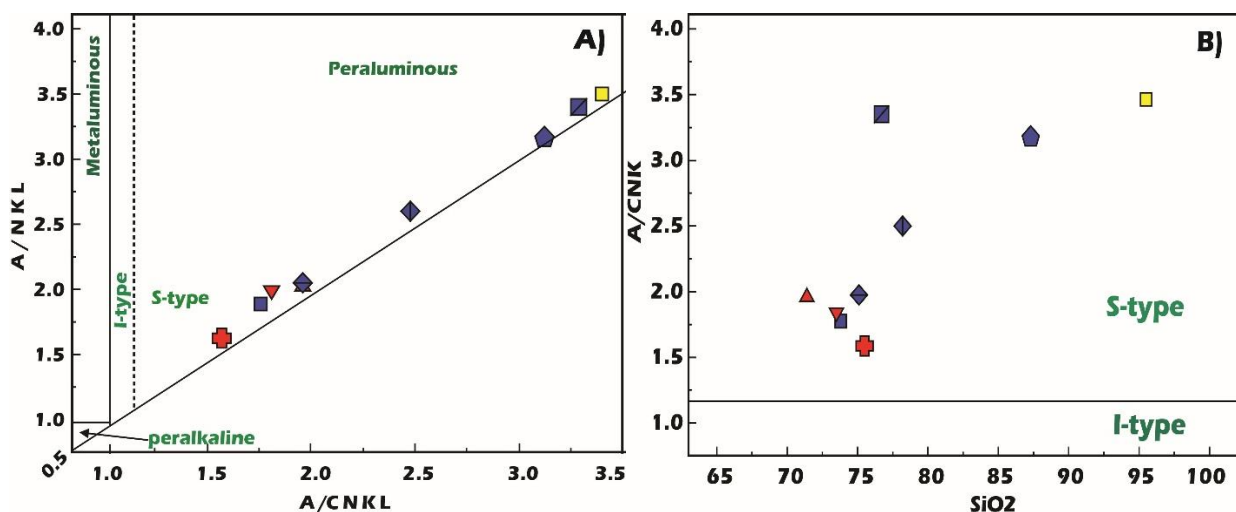 A)
4.0
3.5
3.0
2.5
2.0
1.5
1.0
0.5
A/NKL
Metaluminous
Peraluminous
I-type
S-type
peralkaline
1.0
1.5
2.0
2.5
3.0
3.5
A/CNKL
B)
4.0
3.5
3.0
2.5
2.0
1.5
1.0
A/CNK
S-type
I-type
65
70
75
80
85
90
95
100
SiO2